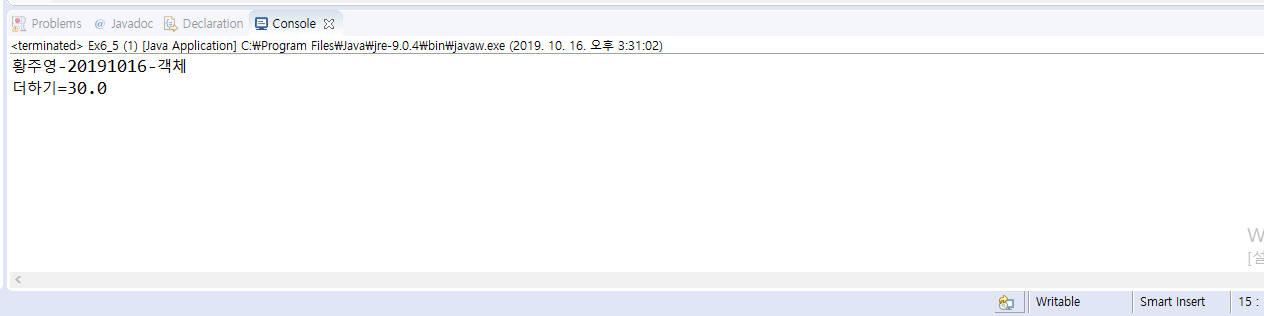 Problems @ Javadoc Declaration Console
<terminated> Ex6_5 (1) [Java Application] C:₩Program Files₩Java₩jre-9.0.4₩bin₩javaw.exe (2019. 10. 16. 오후 3:31:02)
황주영-20191016-객체
더하기=30.0
W
[설
Writable Smart Insert 15 :